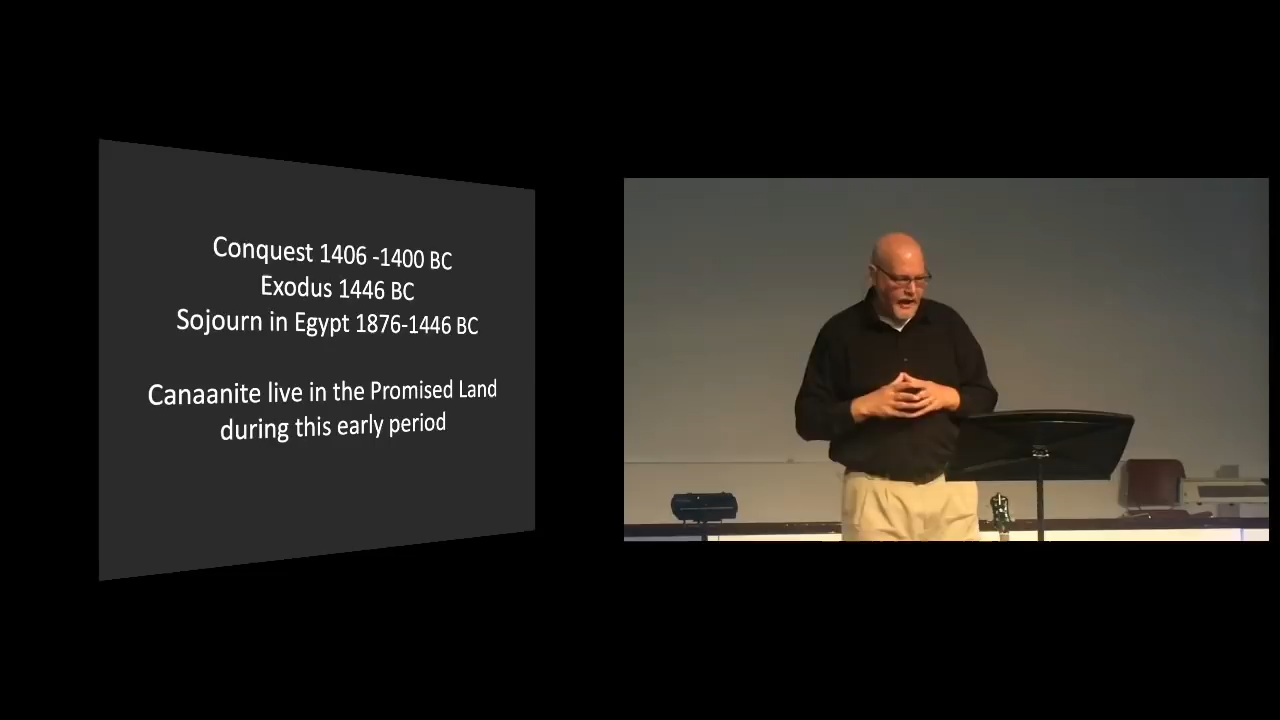 Conquest 1406 -1400 BC
Exodus 1446 BC
Sojourn in Egypt 1876-1446 BC
Canaanite live in the Promised Land
during this early period